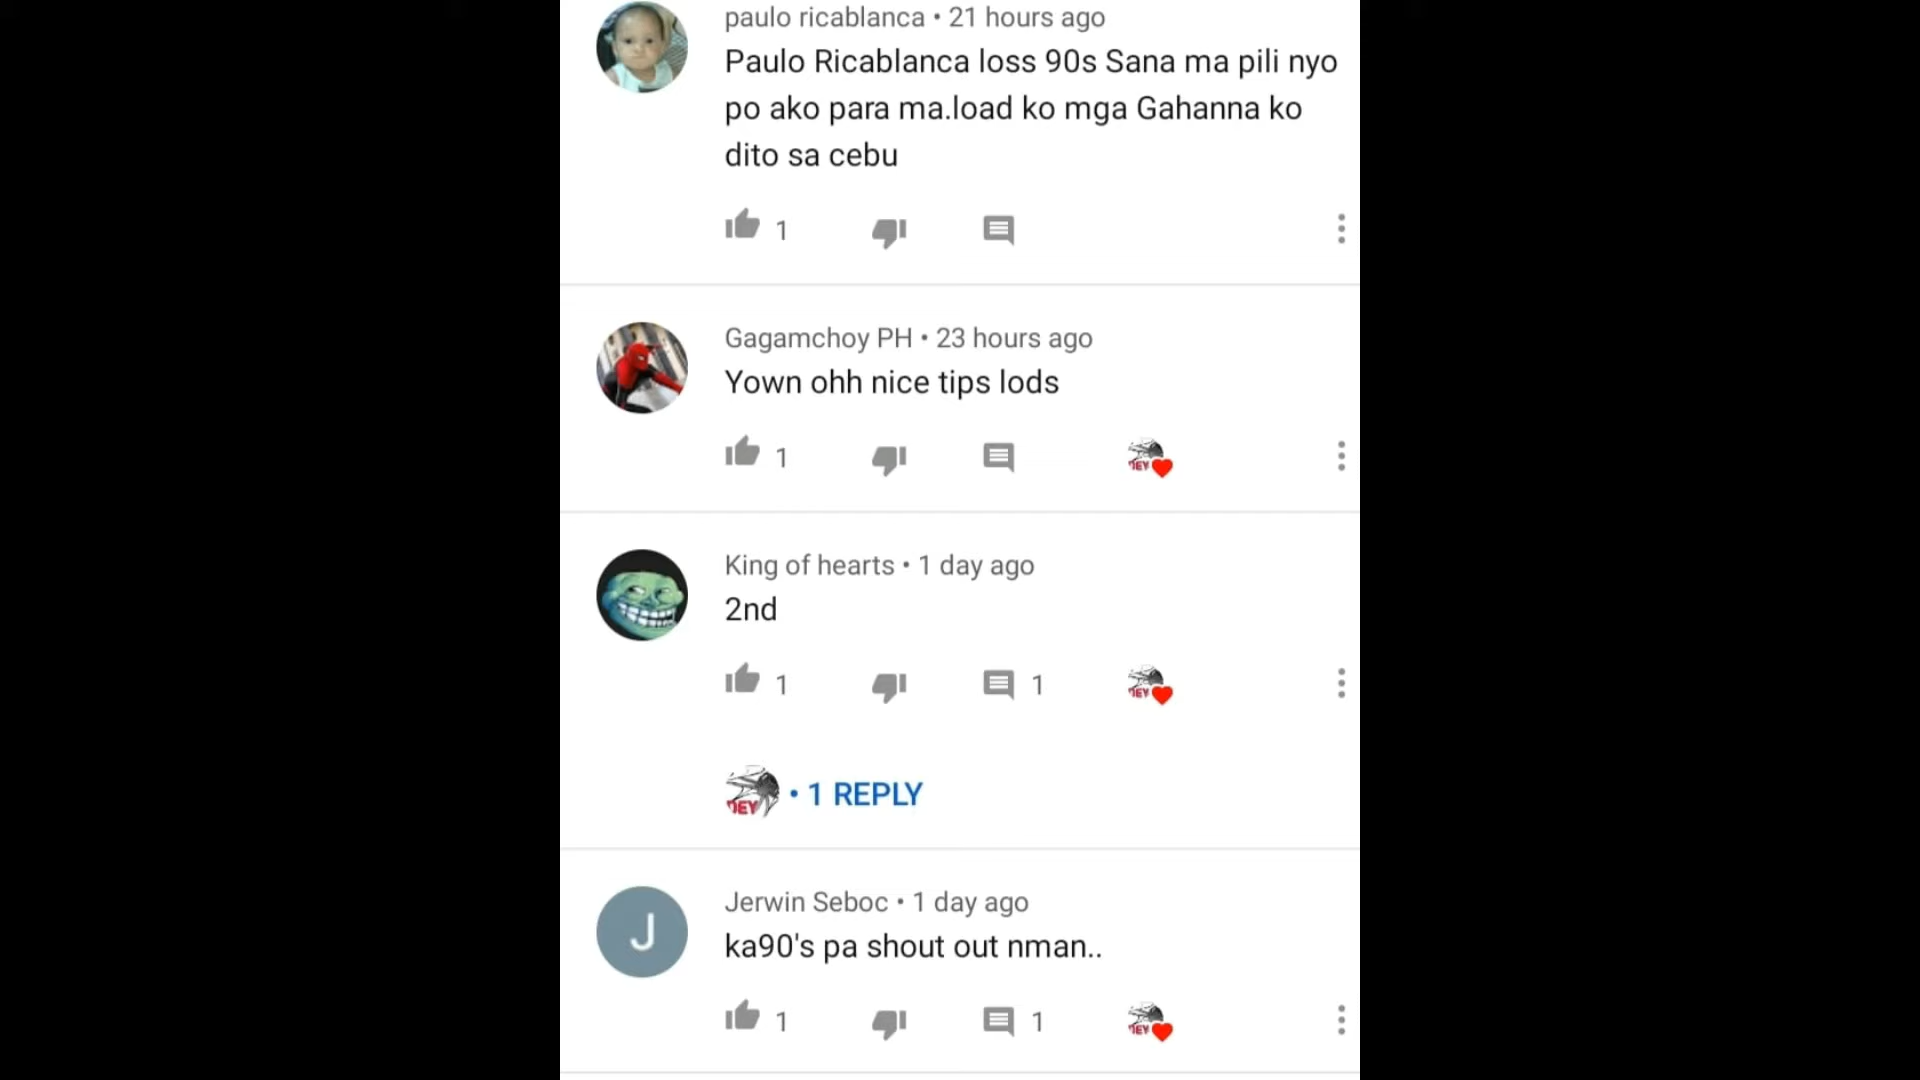 paulo ricablanca • 21 hours ago
Paulo Ricablanca loss 90s Sana ma pili nyo
po ako para ma.load ko mga Gahanna ko
dito sa cebu
1
Gagamchoy PH • 23 hours ago
Yown ohh nice tips lods
1
King of hearts • 1 day ago
2nd
1 1
• 1 REPLY
J
Jerwin Seboc • 1 day ago
ka90's pa shout out nman..
1 1